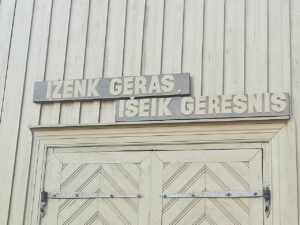 ĮŽENK GERAS,
IŠEIK GERESNIS